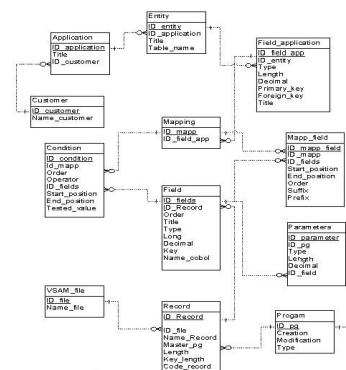 Entity
ID_entity
ID_application
Title
Table_name
Application
ID_application
Title
ID_customer
Field_application
ID_field_app
ID_entity
Type
Length
Decimal
Primary_key
Foreign_key
Title
Customer
ID_customer
Name_customer
Mapping
ID_mapp
ID_field_app
Mapp_field
ID_mapp_field
ID_mapp
ID_fields
Start_position
End_position
Order
Suffix
Prefix
Condition
ID_condition
Id_mapp
Order
Operator
ID_fields
Start_position
End_position
Tested_value
Field
ID_fields
ID_Record
Order
Title
Type
Long
Decimal
Key
Name_cobol
Parameters
ID_parameter
ID_pg
Type
Length
Decimal
ID_field
VSAM_file
ID_file
Name_file
Record
ID_Record
ID_file
Name_Record
Master_pg
Length
Key_length
Code_record
Progam
ID_pg
Creation
Modification
Type